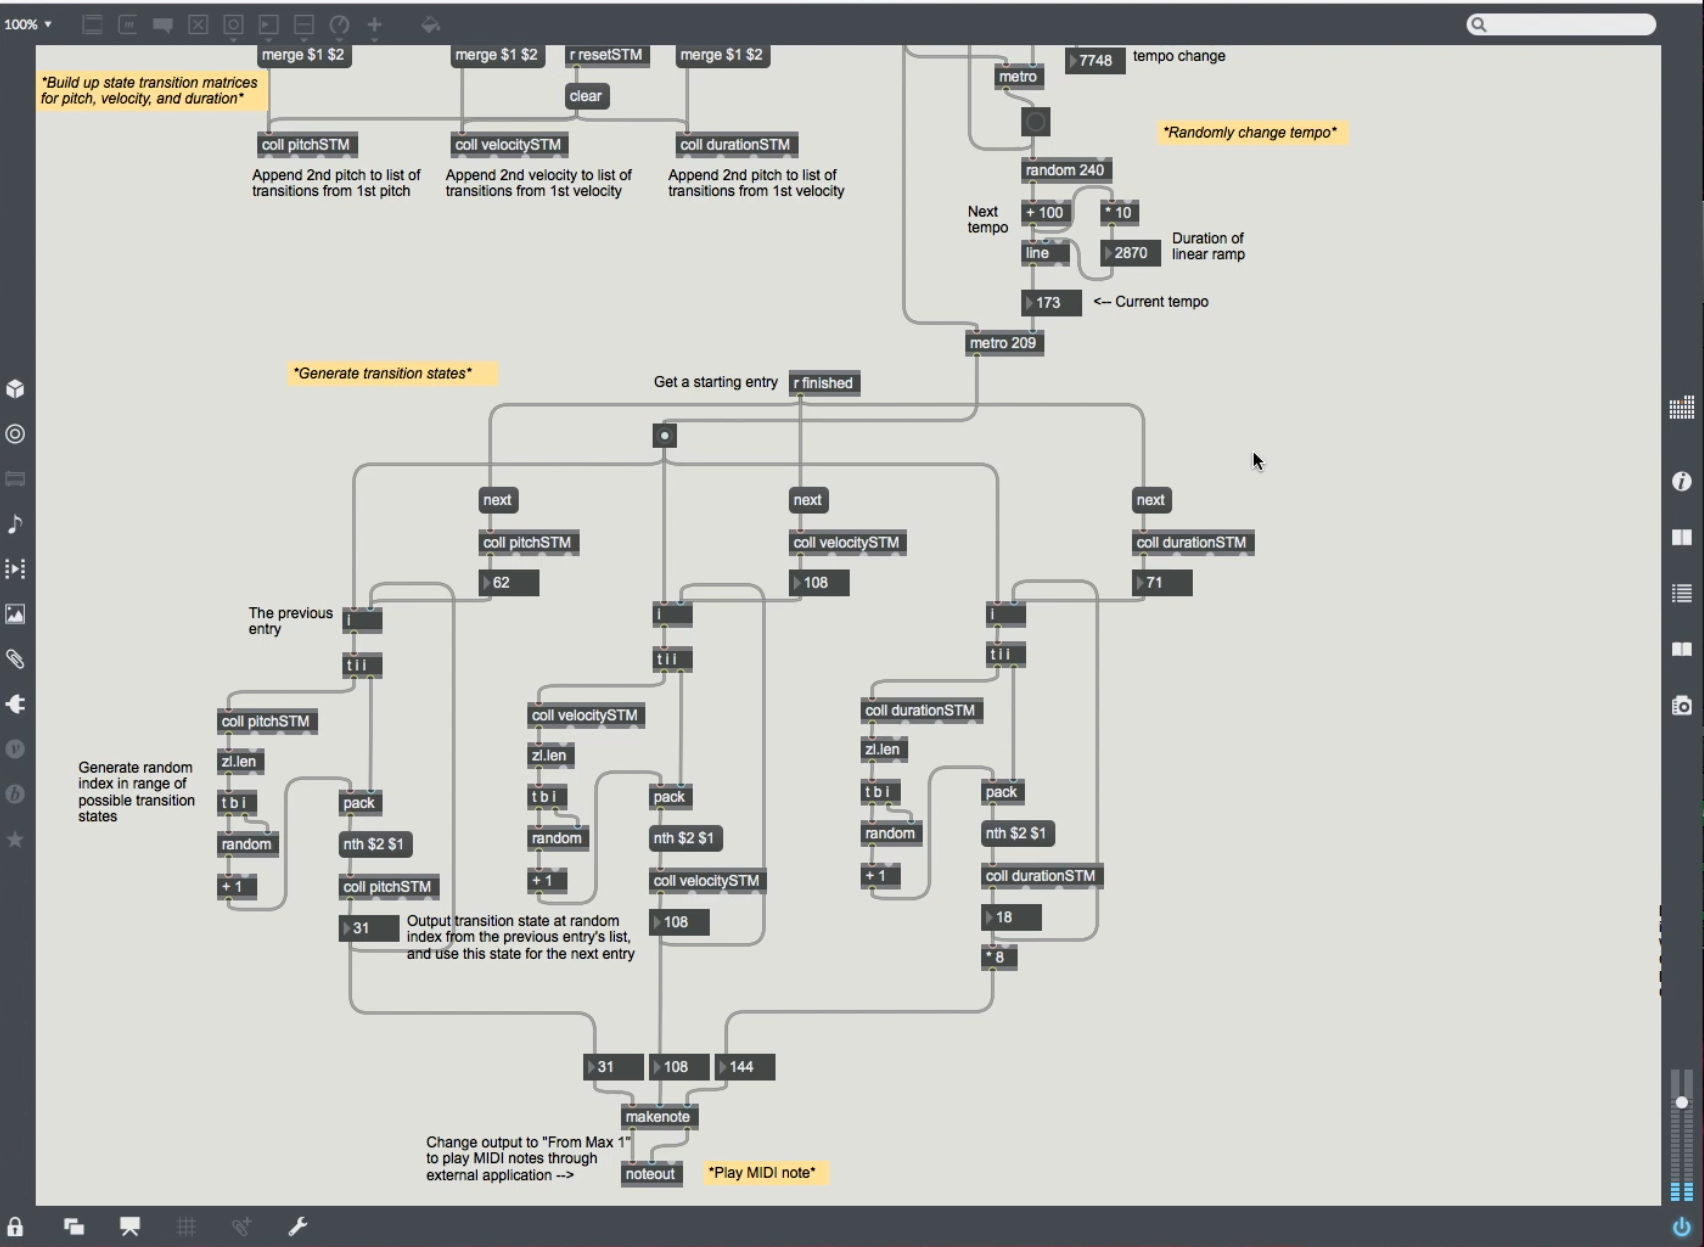 100%
merge $1 $2
merge $1 $2
r resetSTM
merge $1 $2
7748
tempo change
metro
*Build up state transition matrices
for pitch, velocity, and duration*
clear
*Randomly change tempo*
coll pitchSTM
coll velocitySTM
coll durationSTM
Append 2nd pitch to list of
transitions from 1st pitch
Append 2nd velocity to list of
transitions from 1st velocity
Append 2nd pitch to list of
transitions from 1st velocity
random 240
Next
tempo
+ 100
* 10
line
2870
Duration of
linear ramp
173
<-- Current tempo
metro 209
*Generate transition states*
Get a starting entry
r finished
next
next
next
coll pitchSTM
coll velocitySTM
coll durationSTM
62
108
71
The previous
entry
i
i
i
t i i
t i i
t i i
coll pitchSTM
coll velocitySTM
coll durationSTM
zl.len
zl.len
zl.len
Generate random
index in range of
possible transition
states
t b i
pack
t b i
pack
t b i
pack
random
nth $2 $1
random
nth $2 $1
random
nth $2 $1
+ 1
coll pitchSTM
+ 1
coll velocitySTM
+ 1
coll durationSTM
31
Output transition state at random
index from the previous entry's list,
and use this state for the next entry
108
18
* 8
31
108
144
makenote
Change output to "From Max 1"
to play MIDI notes through
external application -->
noteout
*Play MIDI note*